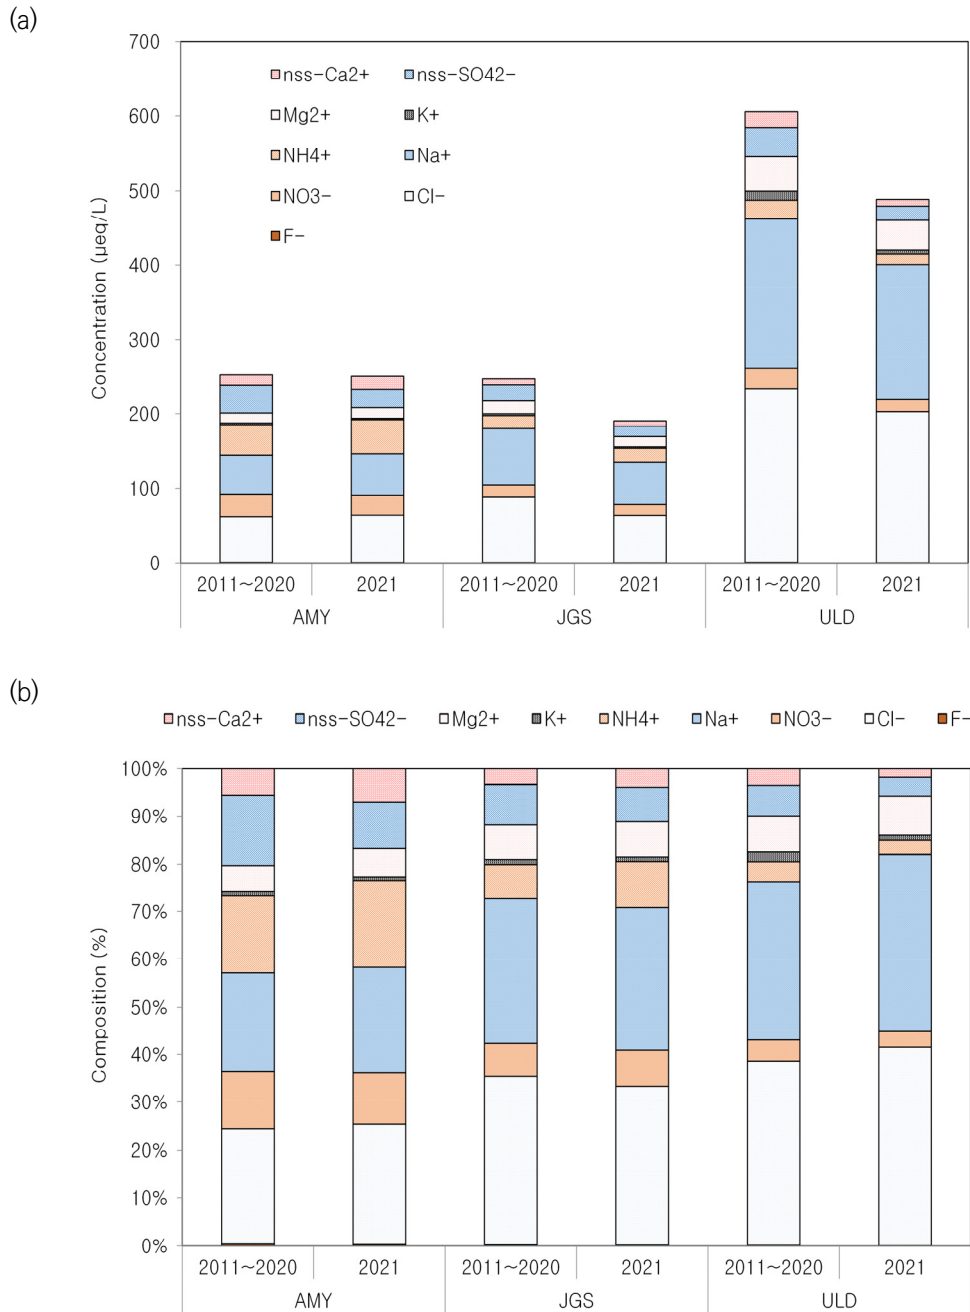 (a)
700
600
500
400
300
200
100
0
Concentration (μeq/L)
nss-Ca2+ nss-SO42-
Mg2+ K+
NH4+ Na+
NO3- Cl-
F-
2011~2020 2021 2011~2020 2021 2011~2020 2021
AMY JGS ULD
(b)
nss-Ca2+ nss-SO42- Mg2+ K+ NH4+ Na+ NO3- Cl- F-
100%
90%
80%
70%
60%
50%
40%
30%
20%
10%
0%
Composition (%)
2011~2020 2021 2011~2020 2021 2011~2020 2021
AMY JGS ULD